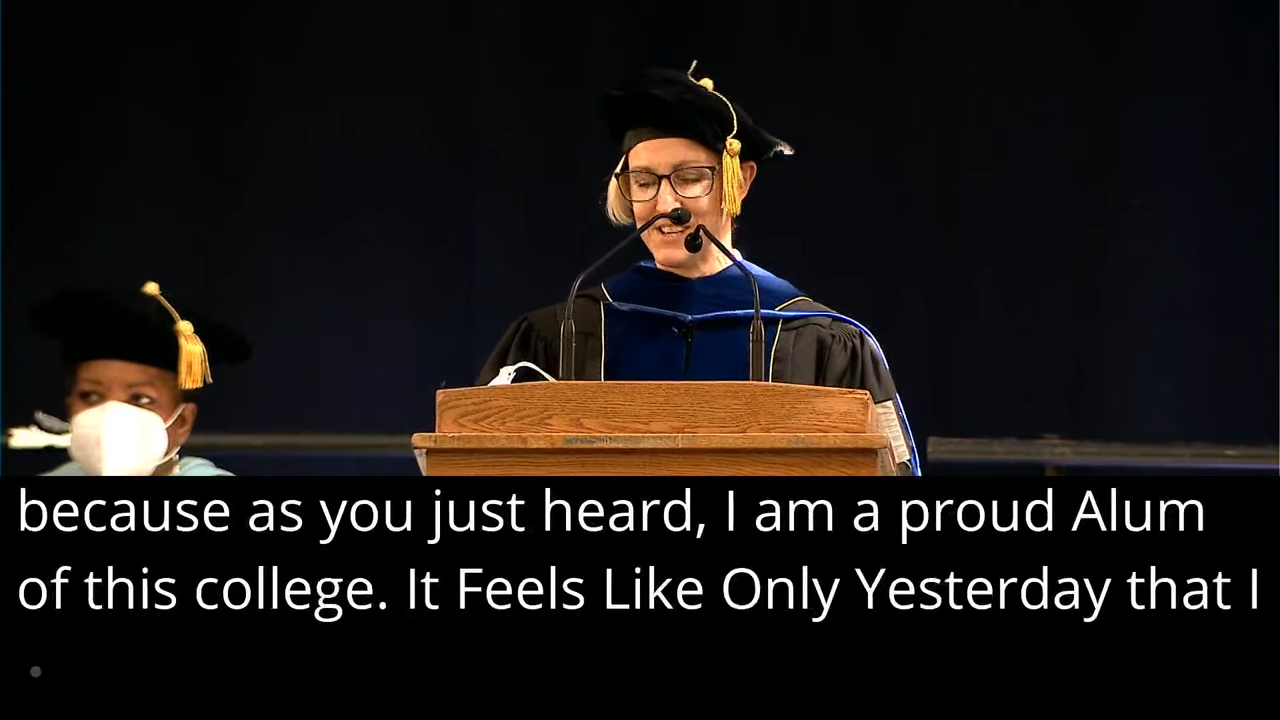 because as you just heard, I am a proud Alum
of this college. It Feels Like Only Yesterday that I